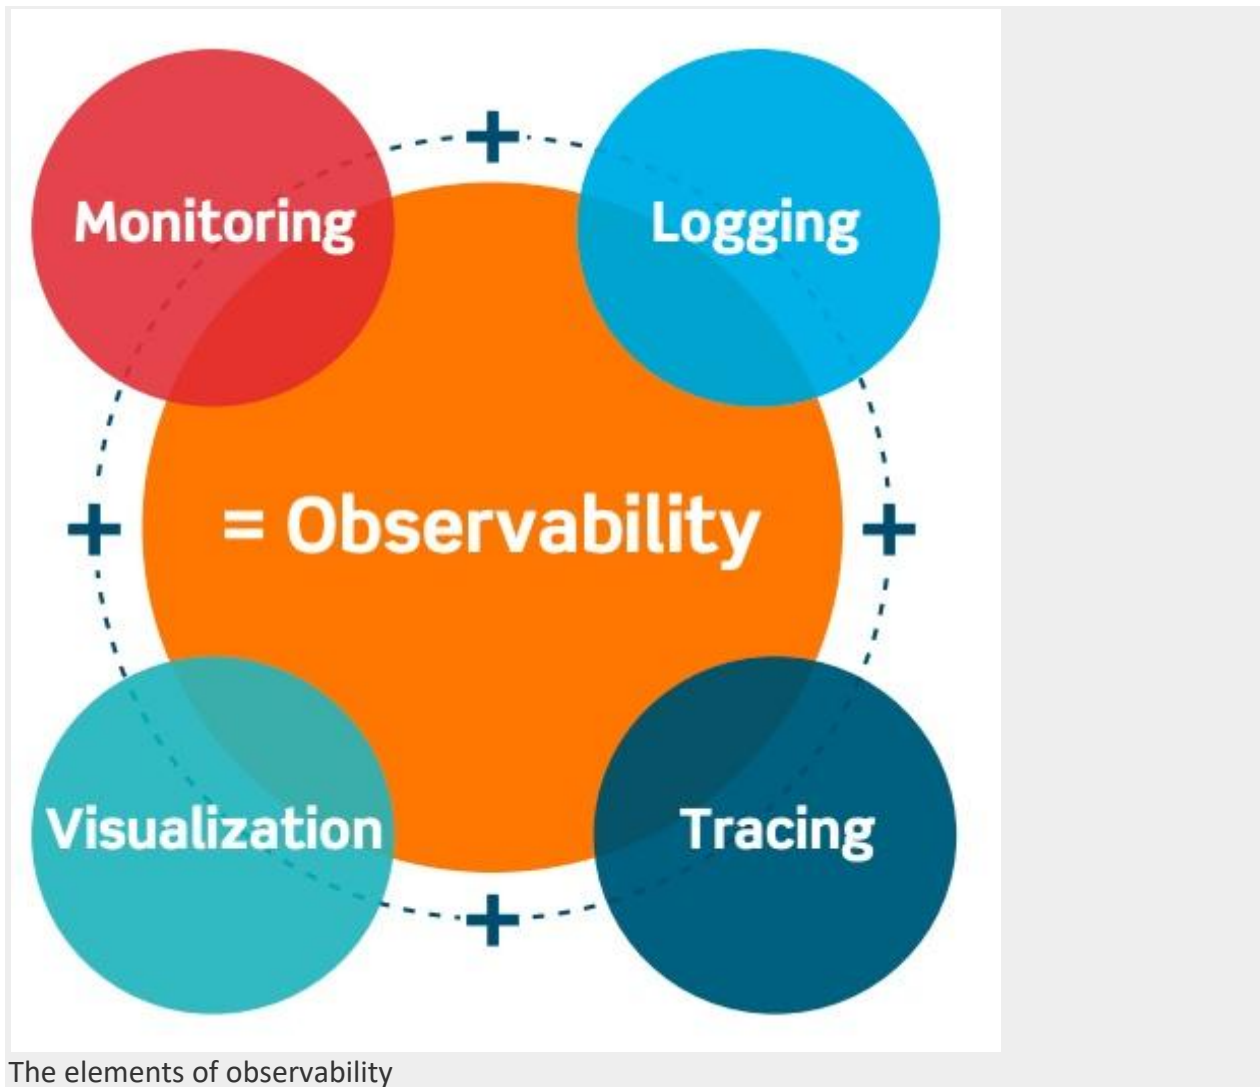 Monitoring
Logging
= Observability
Visualization
Tracing
The elements of observability